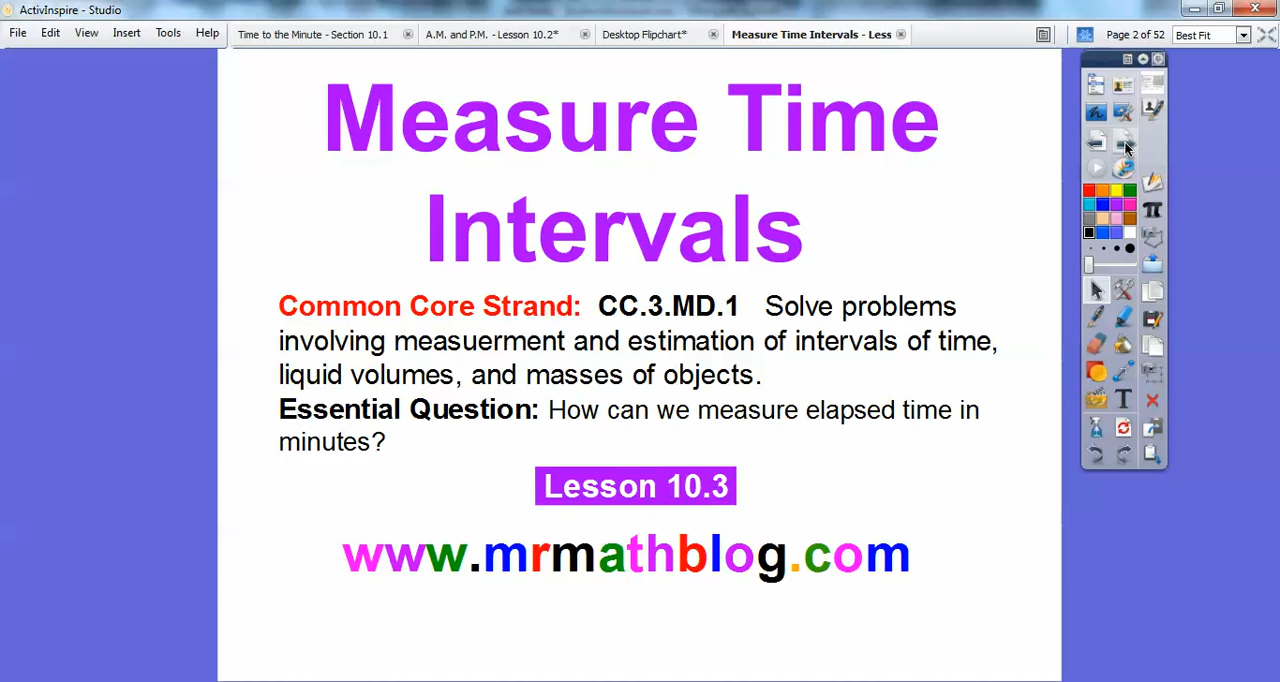 ActivInspire - Studio
File Edit View Insert Tools Help
Time to the Minute - Section 10.1
A.M. and P.M. - Lesson 10.2*
Desktop Flipchart*
Measure Time Intervals - Less
Page 2 of 52
Best Fit
Measure Time
Intervals
Common Core Strand: CC.3.MD.1 Solve problems
involving measuerment and estimation of intervals of time,
liquid volumes, and masses of objects.
Essential Question: How can we measure elapsed time in
minutes?
Lesson 10.3
www.mrmathblog.com